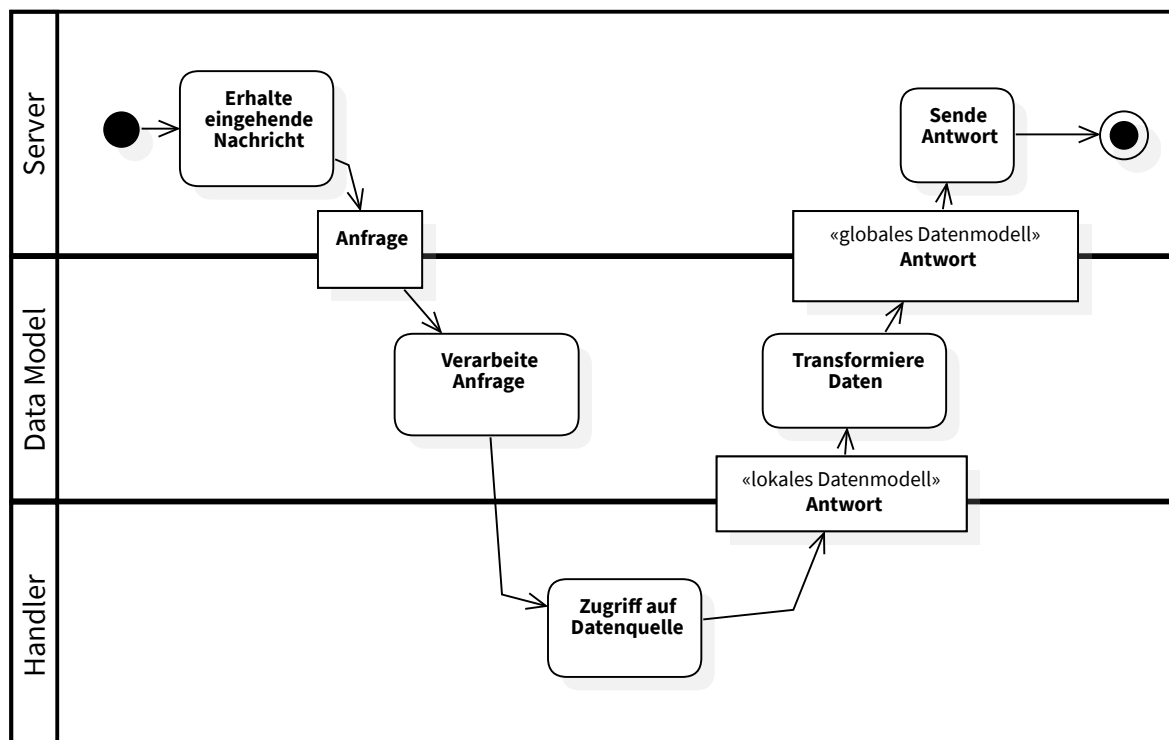 Server
Erhalte
eingehende
Nachricht
Sende
Antwort
Anfrage
«globales Datenmodell»
Antwort
Data Model
Verarbeite
Anfrage
Transformiere
Daten
«lokales Datenmodell»
Antwort
Handler
Zugriff auf
Datenquelle